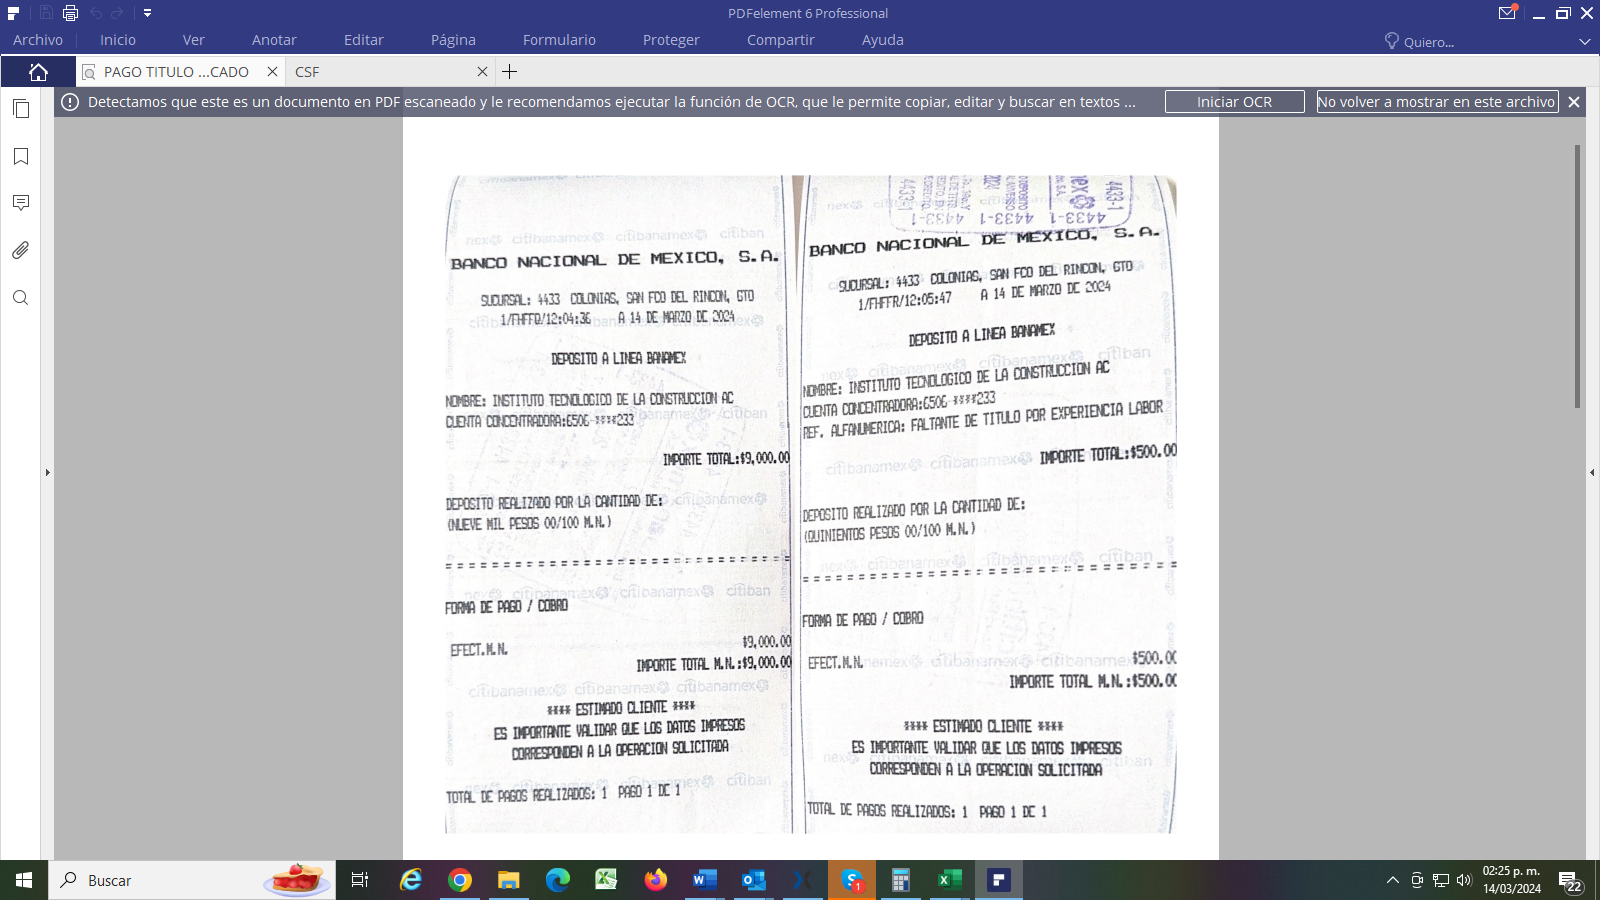 PDFelement 6 Professional
Archivo Inicio Ver Anotar Editar Página Formulario Proteger Compartir Ayuda Quiero...
PAGO TITULO ...CADO CSF
Detectamos que este es un documento en PDF escaneado y le recomendamos ejecutar la función de OCR, que le permite copiar, editar y buscar en textos ... Iniciar OCR No volver a mostrar en este archivo
BANCO NACIONAL DE MEXICO, S.A.
SUCURSAL: 4433 COLONIAS, SAN FCO DEL RINCON, GTO
1/FHFFR/12:04:36 A 14 DE MARZO DE 2024
DEPOSITO A LINEA BANAMEX
NOMBRE: INSTITUTO TECNOLOGICO DE LA CONSTRUCCION AC
CUENTA CONCENTRADORA:6506-****233
IMPORTE TOTAL:$9,000.00
DEPOSITO REALIZADO POR LA CANTIDAD DE:
(NUEVE MIL PESOS 00/100 M.N.)
FORMA DE PAGO / COBRO
EFECT.M.N. $9,000.00
IMPORTE TOTAL M.N.:$9,000.00
**** ESTIMADO CLIENTE ****
ES IMPORTANTE VALIDAR QUE LOS DATOS IMPRESOS
CORRESPONDEN A LA OPERACION SOLICITADA
TOTAL DE PAGOS REALIZADOS: 1 PAGO 1 DE 1
4433-1 4433-1 4433-1
BANCO NACIONAL DE MEXICO, S.A.
SUCURSAL: 4433 COLONIAS, SAN FCO DEL RINCON, GTO
1/FHFFR/12:05:47 A 14 DE MARZO DE 2024
DEPOSITO A LINEA BANAMEX
NOMBRE: INSTITUTO TECNOLOGICO DE LA CONSTRUCCION AC
CUENTA CONCENTRADORA:6506-****233
REF. ALFANUMERICA: FALTANTE DE TITULO POR EXPERIENCIA LABOR
IMPORTE TOTAL:$500.00
DEPOSITO REALIZADO POR LA CANTIDAD DE:
(QUINIENTOS PESOS 00/100 M.N.)
FORMA DE PAGO / COBRO
EFECT.M.N. $500.00
IMPORTE TOTAL M.N.:$500.00
**** ESTIMADO CLIENTE ****
ES IMPORTANTE VALIDAR QUE LOS DATOS IMPRESOS
CORRESPONDEN A LA OPERACION SOLICITADA
TOTAL DE PAGOS REALIZADOS: 1 PAGO 1 DE 1
Buscar
02:25 p. m.
14/03/2024
22